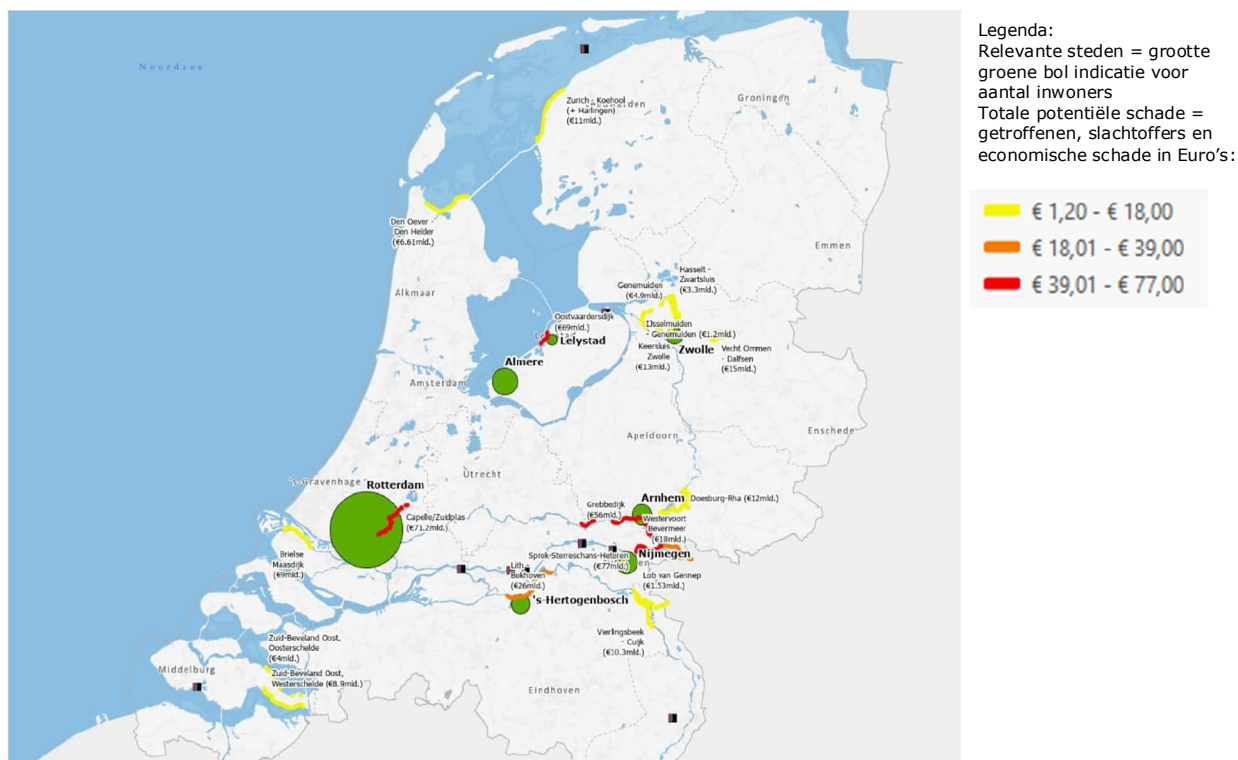 Noordzee
Zurich - Koehool
(+ Harlingen)
(€11mld.)
Groningen
Den Oever -
Den Helder
(€6.61mld.)
Emmen
Alkmaar
Hasselt -
Zwartsluis
(€3.3mld.)
Genemuiden
(€4.9mld.)
Oostvaardersdijk
(€69mld.)
Lelystad
IJsselmuiden
- Genemuiden (€1.2mld.)
Keersluis
Zwolle
(€13mld.)
Zwolle
Vecht Ommen
- Dalfsen
(€15mld.)
Almere
Amsterdam
Apeldoorn
Enschede
Utrecht
's-Gravenhage
Rotterdam
Capelle/Zuidplas
(€71.2mld.)
Grebbedijk
(€56mld.)
Arnhem
Doesburg-Rha (€12mld.)
Westervoort
Bevermeer
(€18mld.)
Brielse
Maasdijk
(€9mld.)
Sprok-Sterreschans-Heteren
(€77mld.)
Nijmegen
Lith -
Bokhoven
(€26mld.)
Lob van Gennep
(€1.53mld.)
's-Hertogenbosch
Vierlingsbeek
- Cuijk
(€10.3mld.)
Zuid-Beveland Oost,
Oosterschelde
(€4mld.)
Middelburg
Zuid-Beveland Oost,
Westerschelde (€8.9mld.)
Eindhoven
Legenda:
Relevante steden = grootte
groene bol indicatie voor
aantal inwoners
Totale potentiële schade =
getroffenen, slachtoffers en
economische schade in Euro's:
€ 1,20 - € 18,00
€ 18,01 - € 39,00
€ 39,01 - € 77,00